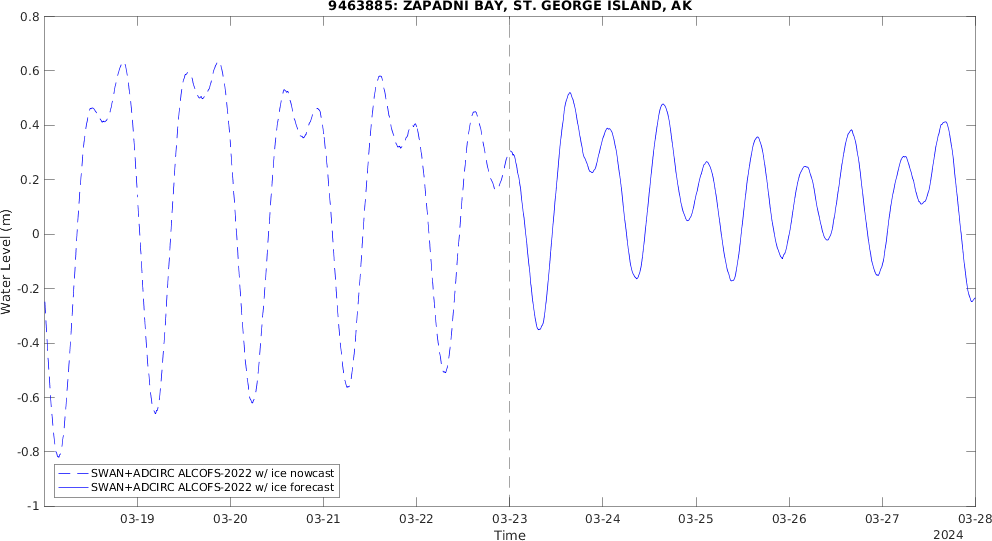 9463885: ZAPADNI BAY, ST. GEORGE ISLAND, AK
0.8
0.6
0.4
0.2
0
-0.2
-0.4
-0.6
-0.8
-1
Water Level (m)
SWAN+ADCIRC ALCOFS-2022 w/ ice nowcast
SWAN+ADCIRC ALCOFS-2022 w/ ice forecast
03-19 03-20 03-21 03-22 03-23 03-24 03-25 03-26 03-27 03-28
Time
2024